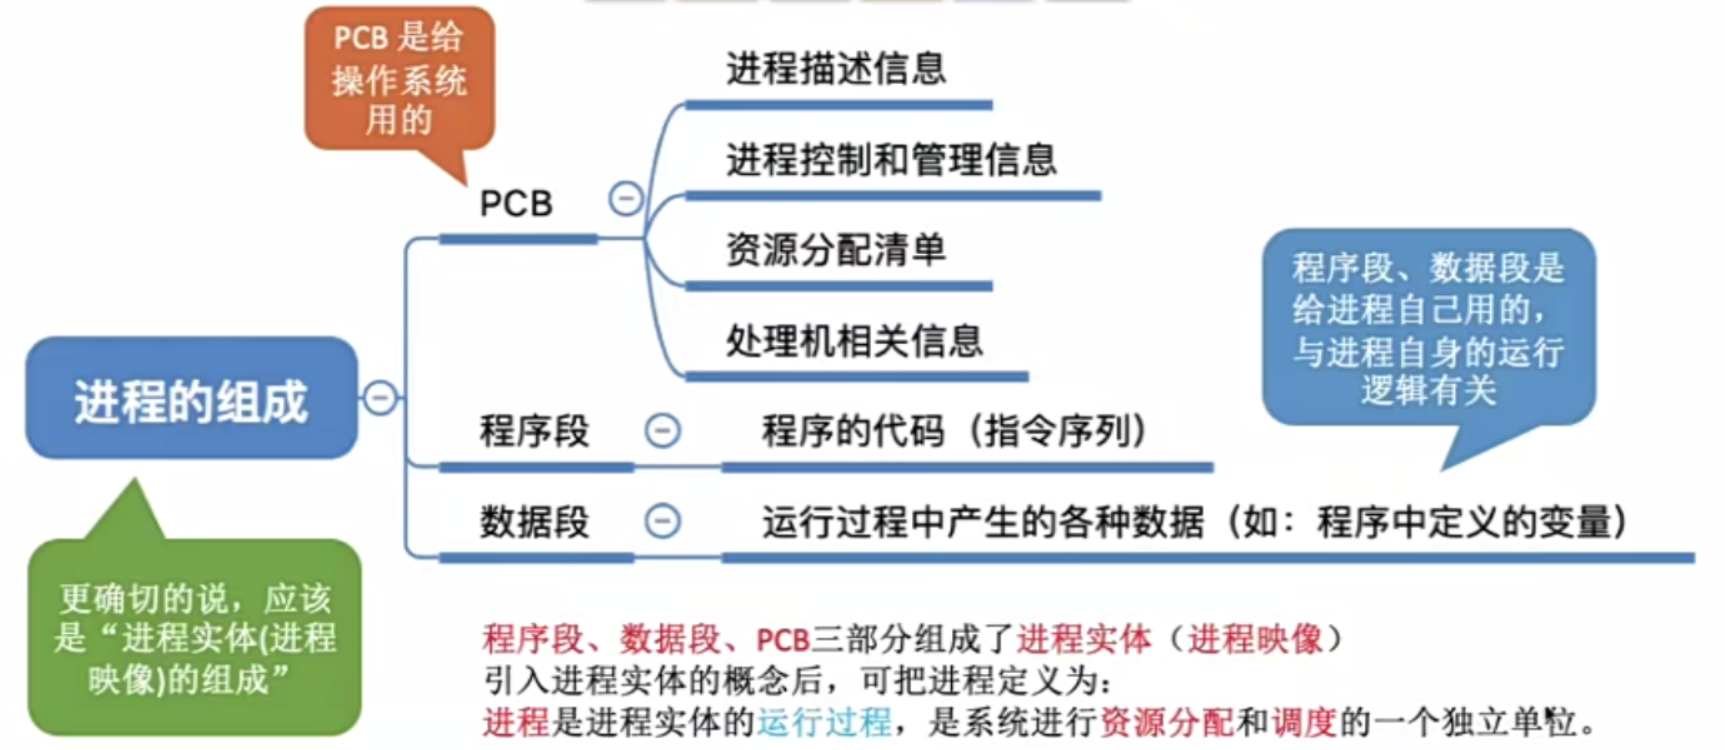 PCB 是给
操作系统
用的
进程描述信息
进程控制和管理信息
PCB
资源分配清单
处理机相关信息
程序段、数据段是
给进程自己用的，
与进程自身的运行
逻辑有关
进程的组成
程序段
程序的代码（指令序列）
数据段
运行过程中产生的各种数据（如：程序中定义的变量）
更确切的说，应该
是“进程实体(进程
映像)的组成”
程序段、数据段、PCB三部分组成了进程实体（进程映像）
引入进程实体的概念后，可把进程定义为：
进程是进程实体的运行过程，是系统进行资源分配和调度的一个独立单位。